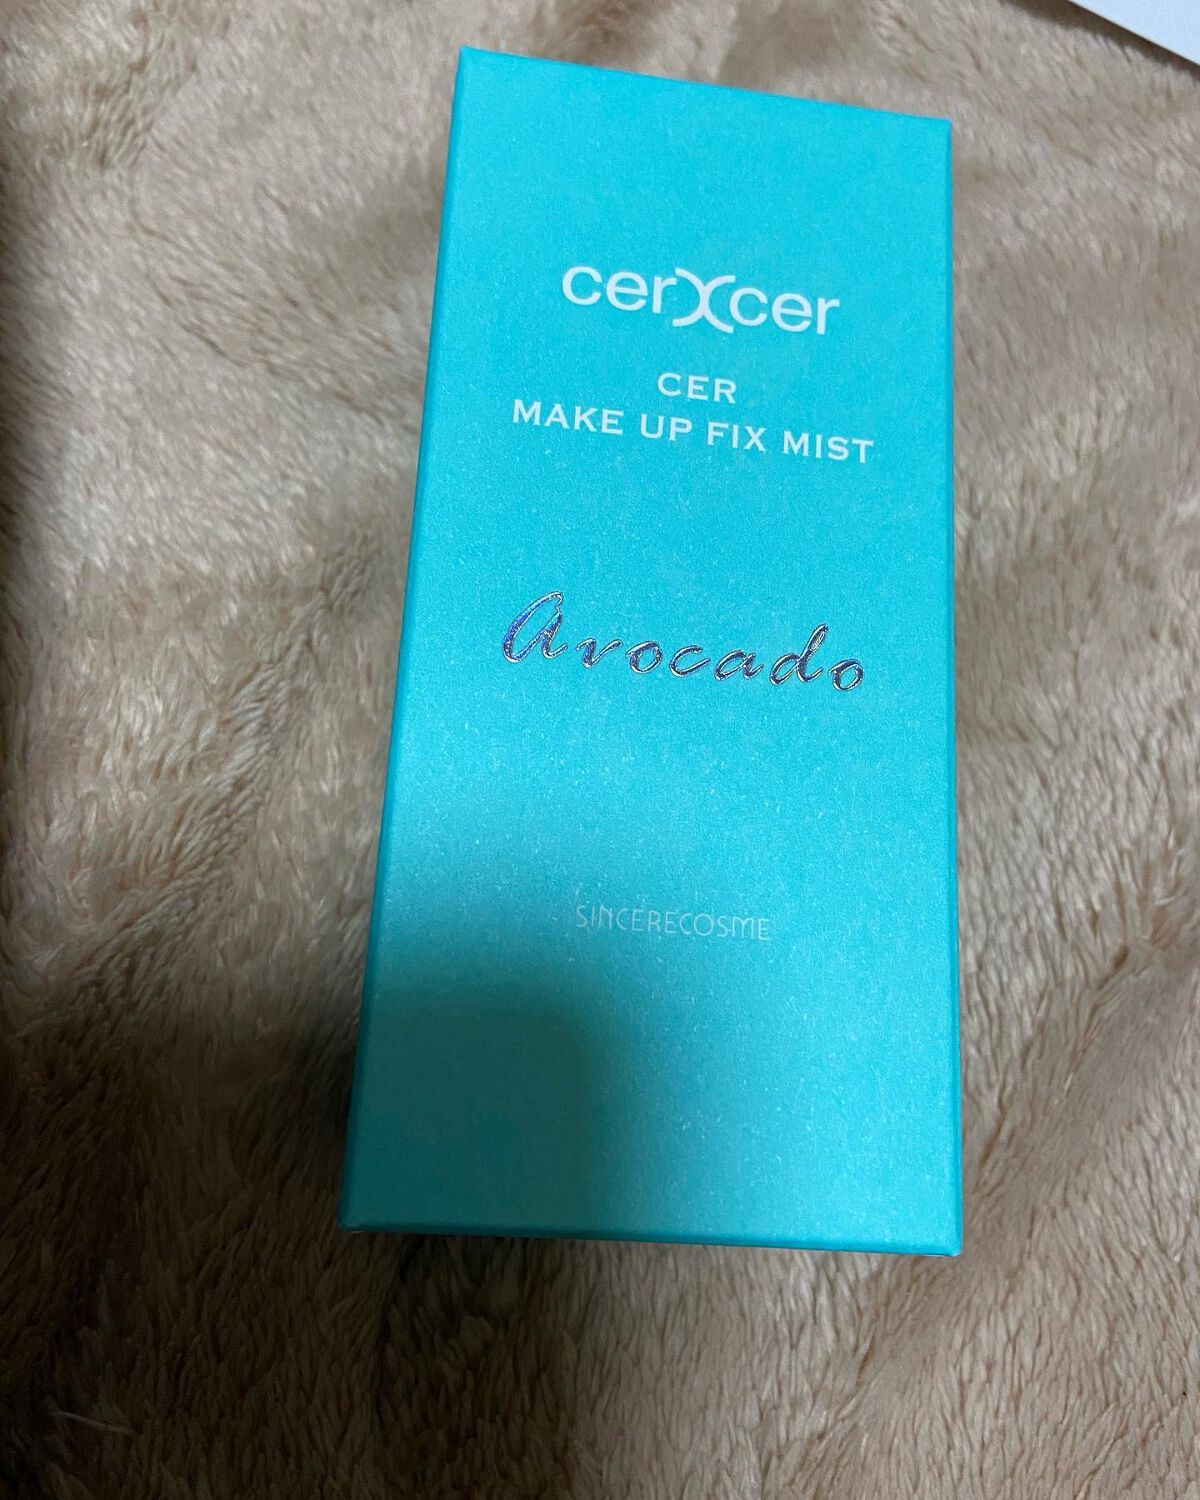 cerXcer
CER
MAKE UP FIX MIST
Avocado
SINCERECOSME